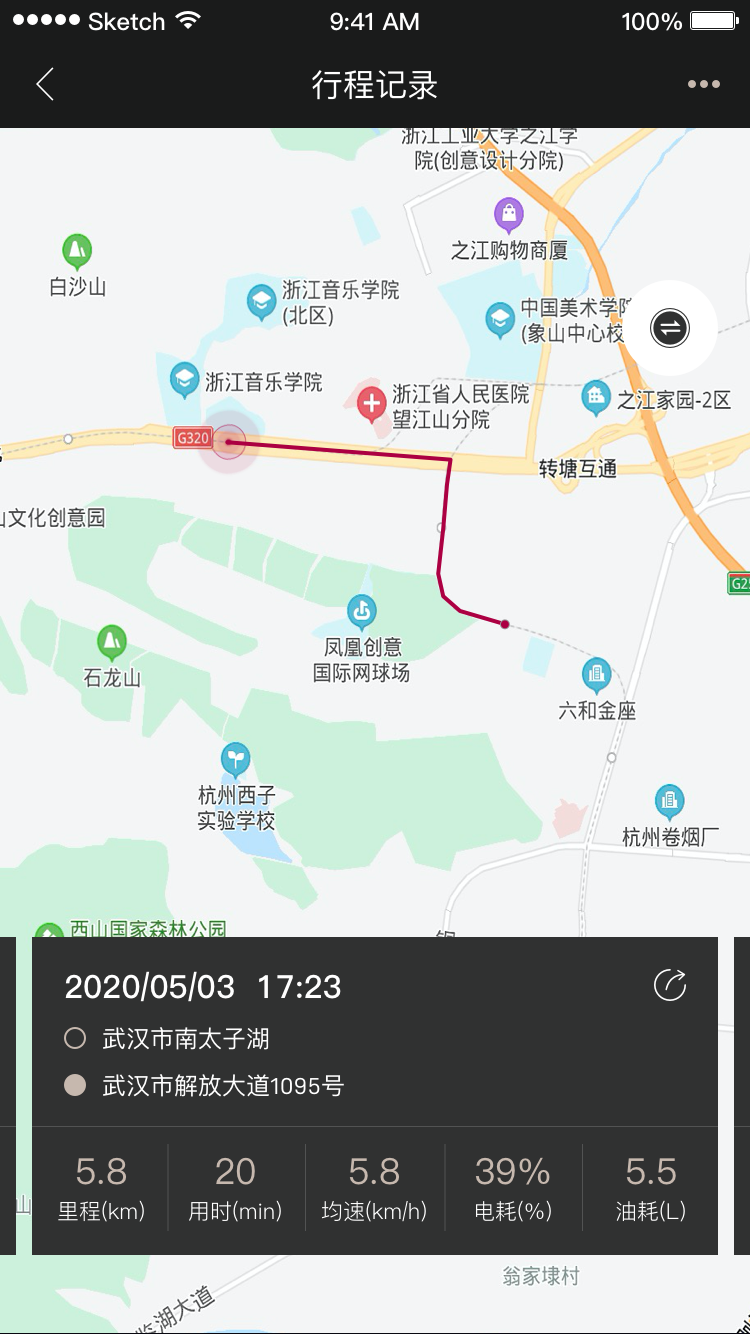 Sketch 9:41 AM 100%
行程记录
浙江工业大学之江学
院(创意设计分院)
之江购物商厦
白沙山
浙江音乐学院
(北区)
中国美术学院
(象山中心校
浙江音乐学院
浙江省人民医院
望江山分院
之江家园-2区
G320
转塘互通
山文化创意园
G2
凤凰创意
国际网球场
石龙山
六和金座
杭州西子
实验学校
杭州卷烟厂
西山国家森林公园
2020/05/03 17:23
武汉市南太子湖
武汉市解放大道1095号
5.8 20 5.8 39% 5.5
里程(km) 用时(min) 均速(km/h) 电耗(%) 油耗(L)
山
翁家埭村
临湖大道